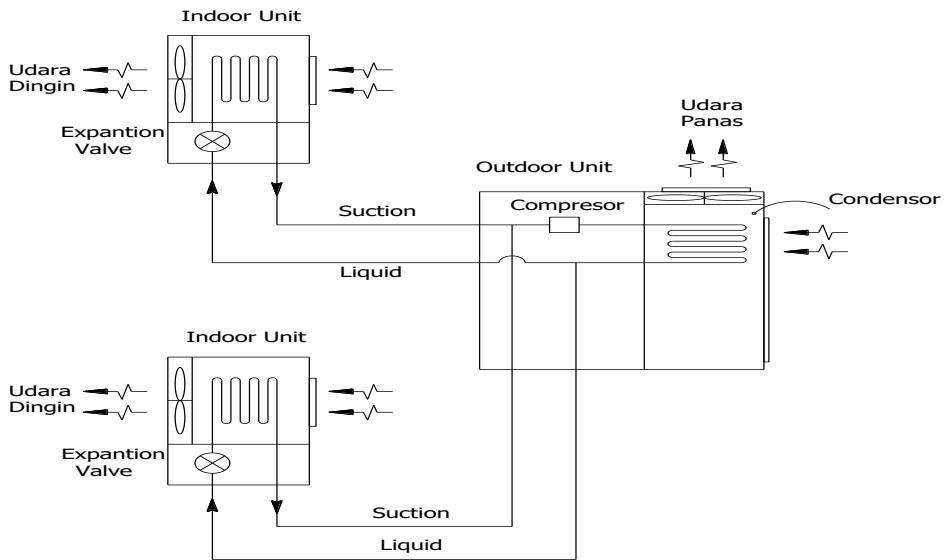 Indoor Unit
Udara
Dingin
Expantion
Valve
Udara
Panas
Outdoor Unit
Compresor
Condensor
Suction
Liquid
Indoor Unit
Udara
Dingin
Expantion
Valve
Suction
Liquid